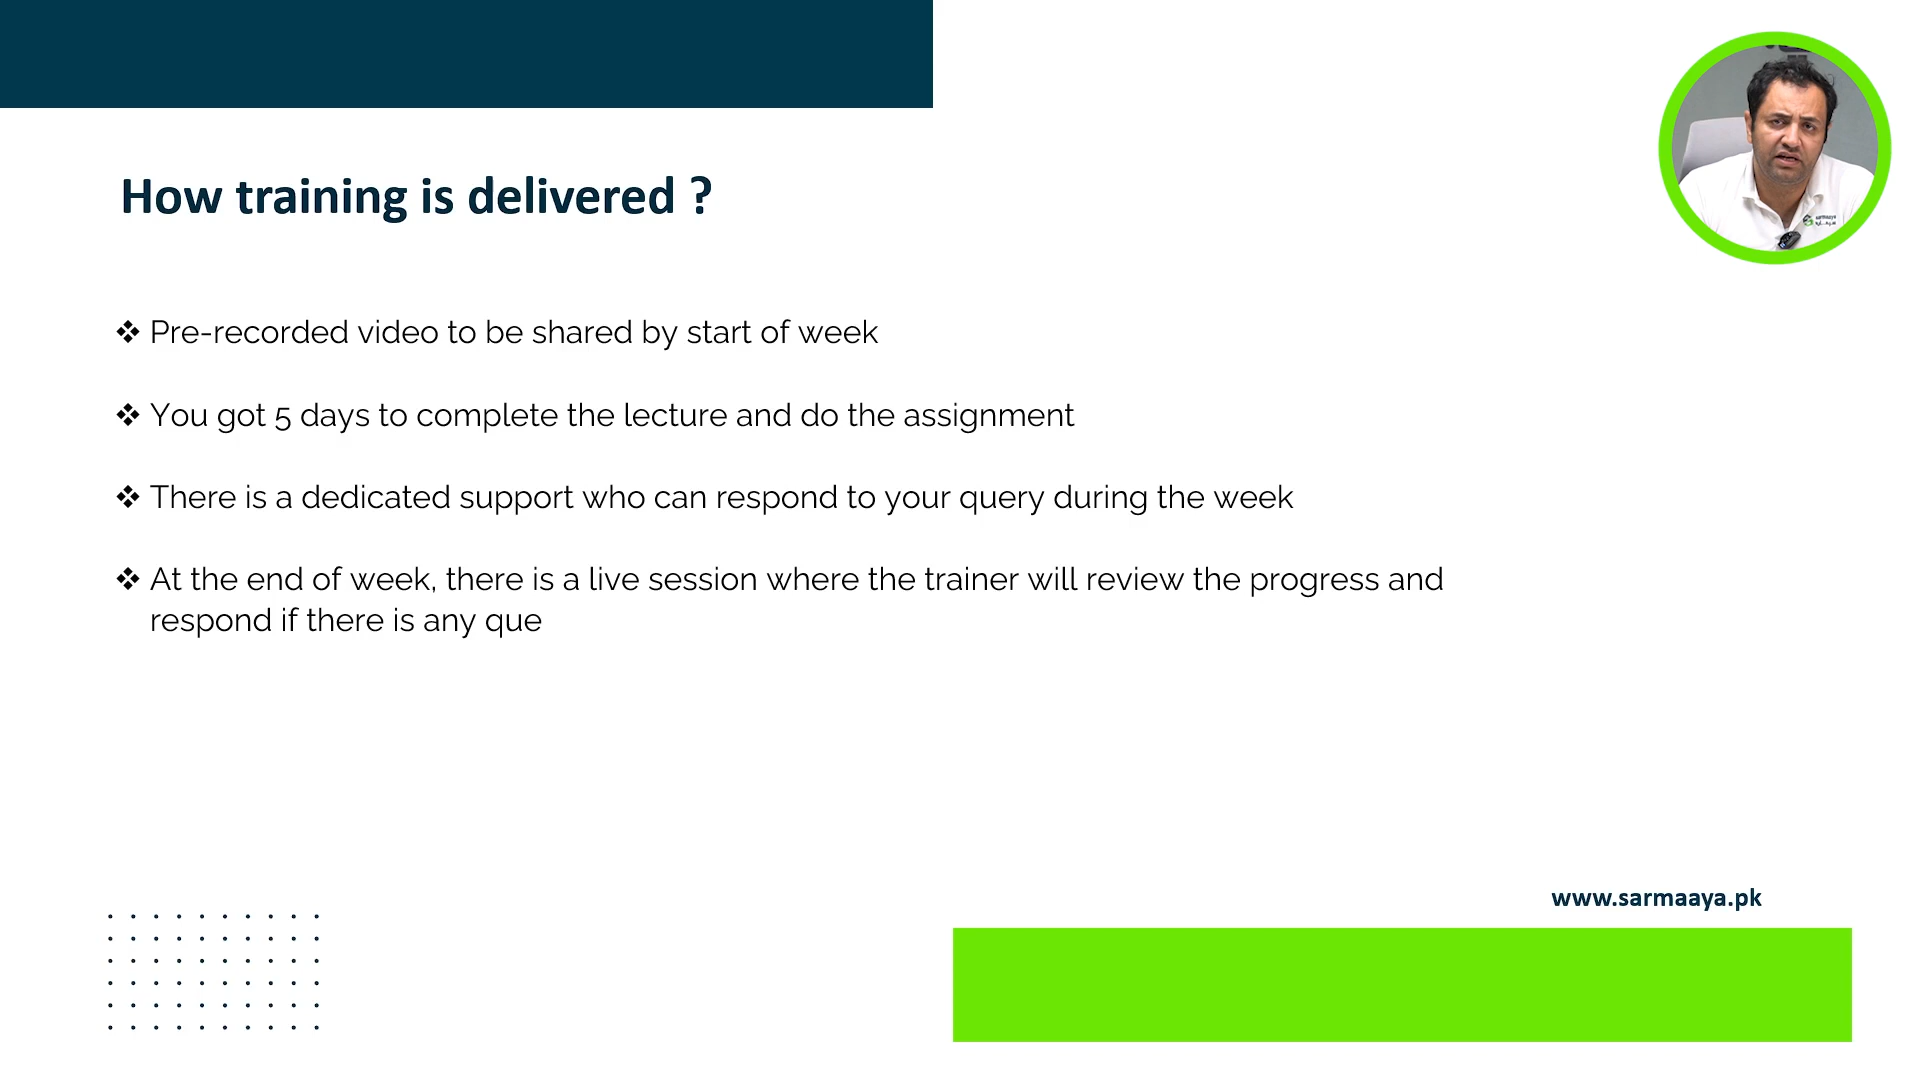 How training is delivered ?
❖ Pre-recorded video to be shared by start of week
❖ You got 5 days to complete the lecture and do the assignment
❖ There is a dedicated support who can respond to your query during the week
❖ At the end of week, there is a live session where the trainer will review the progress and
respond if there is any que
sarmaaya
www.sarmaaya.pk